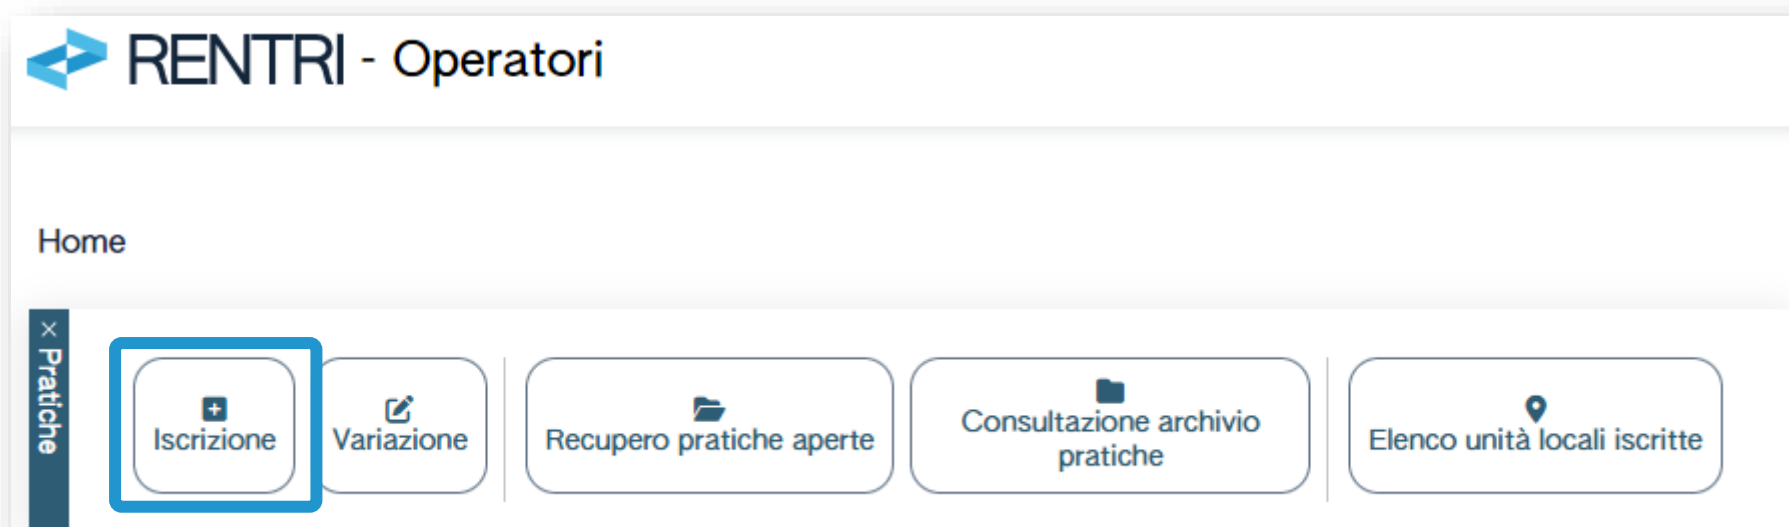 RENTRI - Operatori
Home
× Pratiche
Iscrizione
Variazione
Recupero pratiche aperte
Consultazione archivio
pratiche
Elenco unità locali iscritte